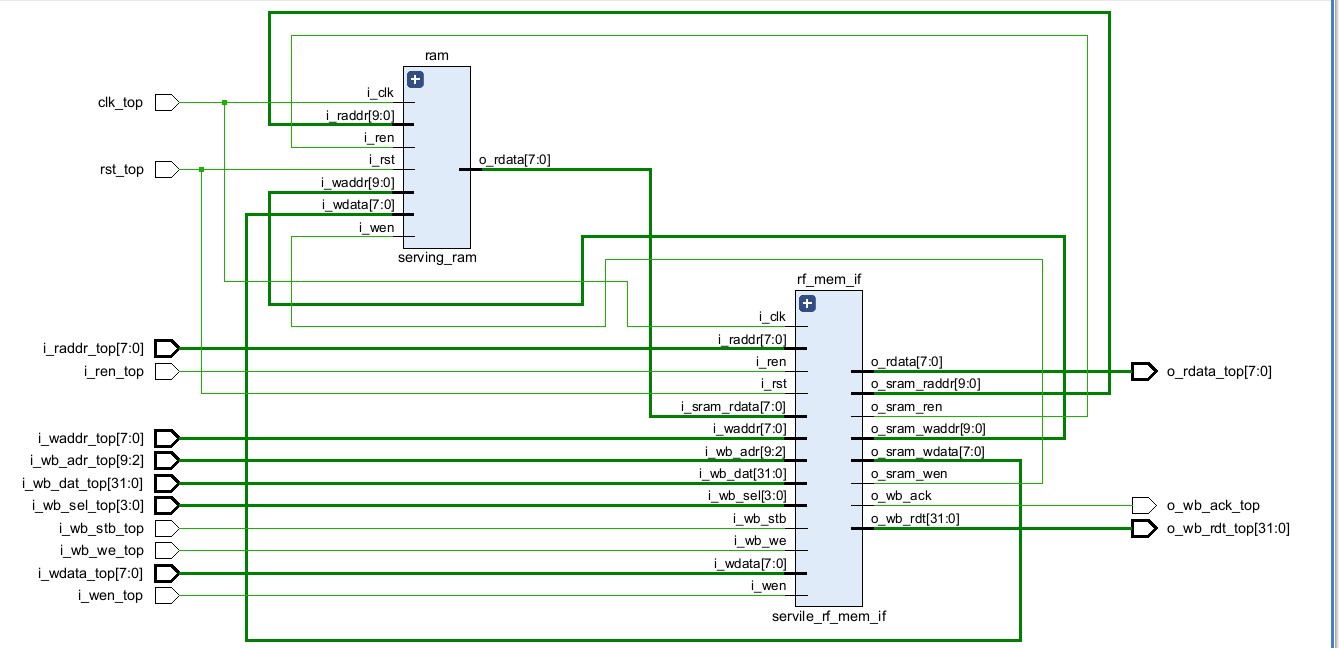 ram
clk_top
i_clk
i_raddr[9:0]
i_ren
rst_top
i_rst
o_rdata[7:0]
i_waddr[9:0]
i_wdata[7:0]
i_wen
serving_ram
rf_mem_if
i_clk
i_raddr_top[7:0]
i_raddr[7:0]
i_ren_top
i_ren
o_rdata[7:0]
o_rdata_top[7:0]
i_rst
o_sram_raddr[9:0]
i_sram_rdata[7:0]
o_sram_ren
i_waddr_top[7:0]
i_waddr[7:0]
o_sram_waddr[9:0]
i_wb_adr_top[9:2]
i_wb_adr[9:2]
o_sram_wdata[7:0]
i_wb_dat_top[31:0]
i_wb_dat[31:0]
o_sram_wen
i_wb_sel_top[3:0]
i_wb_sel[3:0]
o_wb_ack
o_wb_ack_top
i_wb_stb_top
i_wb_stb
o_wb_rdt[31:0]
o_wb_rdt_top[31:0]
i_wb_we_top
i_wb_we
i_wdata_top[7:0]
i_wdata[7:0]
i_wen_top
i_wen
servile_rf_mem_if